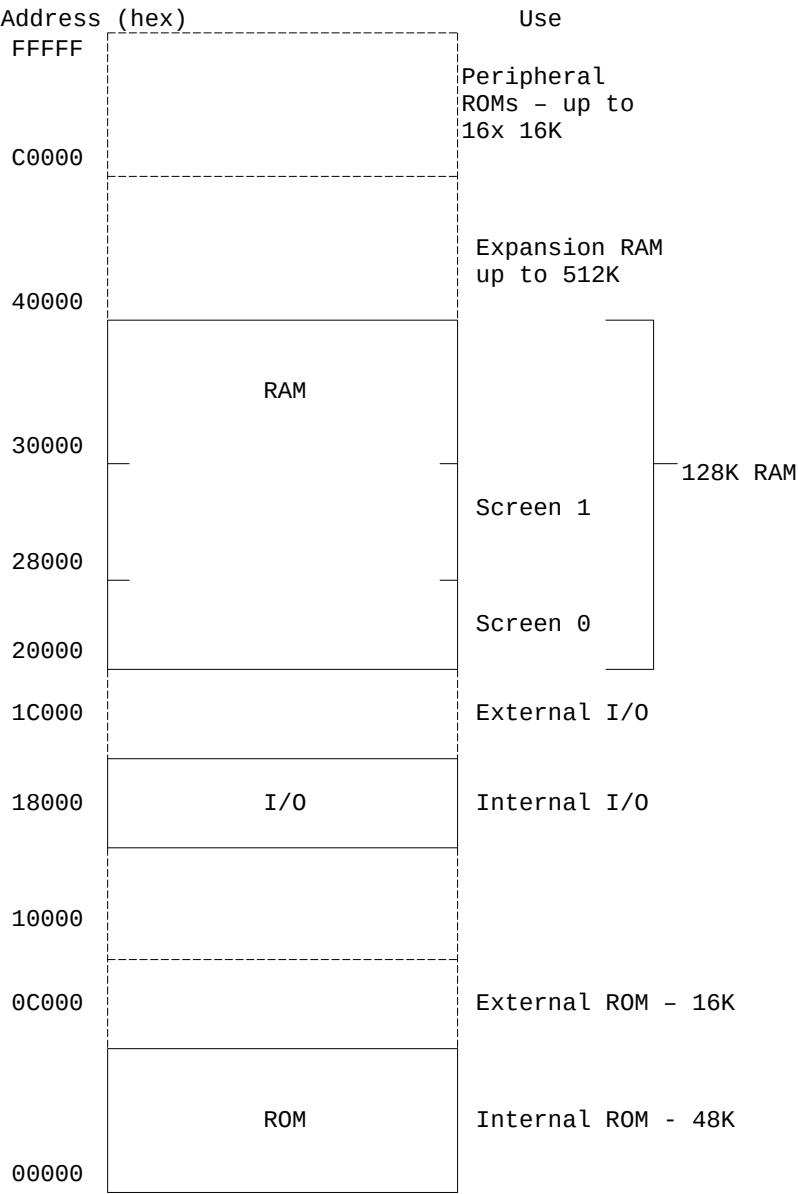 Address (hex) Use
FFFFF
Peripheral
ROMs – up to
16x 16K
C0000
Expansion RAM
up to 512K
40000
RAM
30000
128K RAM
Screen 1
28000
Screen 0
20000
1C000 External I/O
18000 I/O Internal I/O
10000
0C000 External ROM – 16K
ROM Internal ROM - 48K
00000